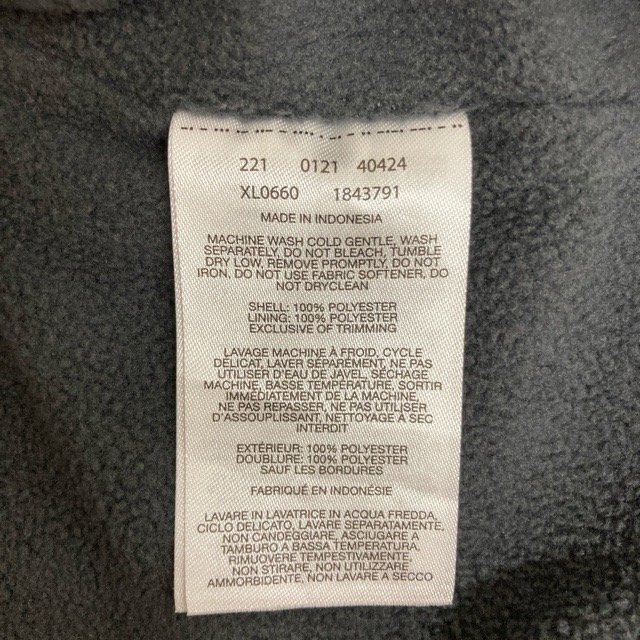 221 0121 40424
XL0660 1843791
MADE IN INDONESIA
MACHINE WASH COLD GENTLE, WASH
SEPARATELY, DO NOT BLEACH, TUMBLE
DRY LOW, REMOVE PROMPTLY, DO NOT
IRON, DO NOT USE FABRIC SOFTENER, DO
NOT DRYCLEAN
SHELL: 100% POLYESTER
LINING: 100% POLYESTER
EXCLUSIVE OF TRIMMING
LAVAGE MACHINE À FROID, CYCLE
DÉLICAT, LAVER SÉPARÉMENT, NE PAS
UTILISER D'EAU DE JAVEL, SÉCHAGE
MACHINE, BASSE TEMPÉRATURE, SORTIR
IMMÉDIATEMENT DE LA MACHINE,
NE PAS REPASSER, NE PAS UTILISER
D'ASSOUPLISSANT, NETTOYAGE À SEC
INTERDIT
EXTÉRIEUR: 100% POLYESTER
DOUBLURE: 100% POLYESTER
SAUF LES BORDURES
FABRIQUÉ EN INDONÉSIE
LAVARE IN LAVATRICE IN ACQUA FREDDA,
CICLO DELICATO, LAVARE SEPARATAMENTE,
NON CANDEGGIARE, ASCIUGARE A
TAMBURO A BASSA TEMPERATURA,
RIMUOVERE TEMPESTIVAMENTE,
NON STIRARE, NON UTILIZZARE
AMMORBIDENTE, NON LAVARE A SECCO